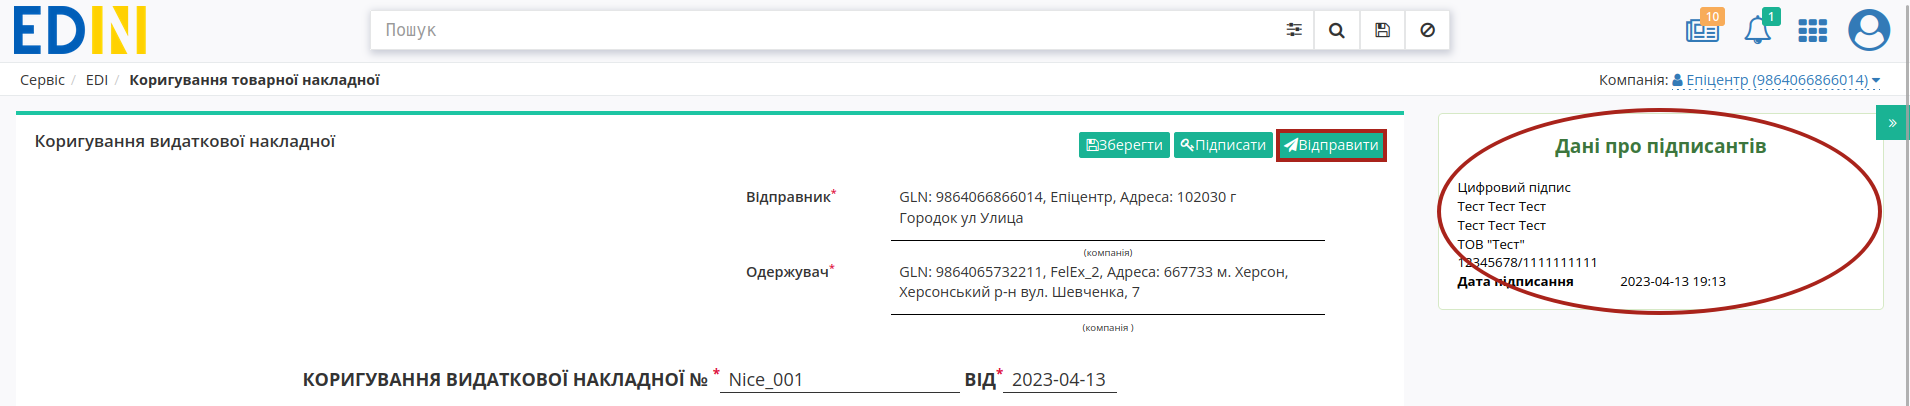 EDIN
Пошук
10
1
Сервіс / EDI / Коригування товарної накладної
Компанія: Епіцентр (9864066866014)
Коригування видаткової накладної
Зберегти
Підписати
Відправити
»
Відправник*
GLN: 9864066866014, Епіцентр, Адреса: 102030 г
Городок ул Улица
(компанія)
Одержувач*
GLN: 9864065732211, FelEx_2, Адреса: 667733 м. Херсон,
Херсонський р-н вул. Шевченка, 7
(компанія )
КОРИГУВАННЯ ВИДАТКОВОЇ НАКЛАДНОЇ № * Nice_001 ВІД* 2023-04-13
Дані про підписантів
Цифровий підпис
Тест Тест Тест
Тест Тест Тест
ТОВ "Тест"
12345678/1111111111
Дата підписання 2023-04-13 19:13